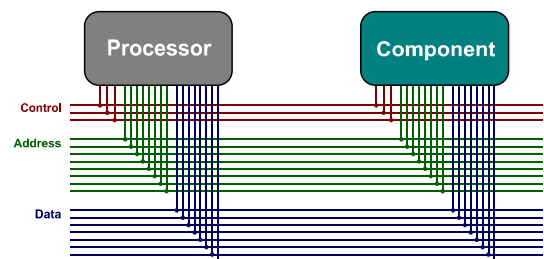 Processor
Component
Control
Address
Data